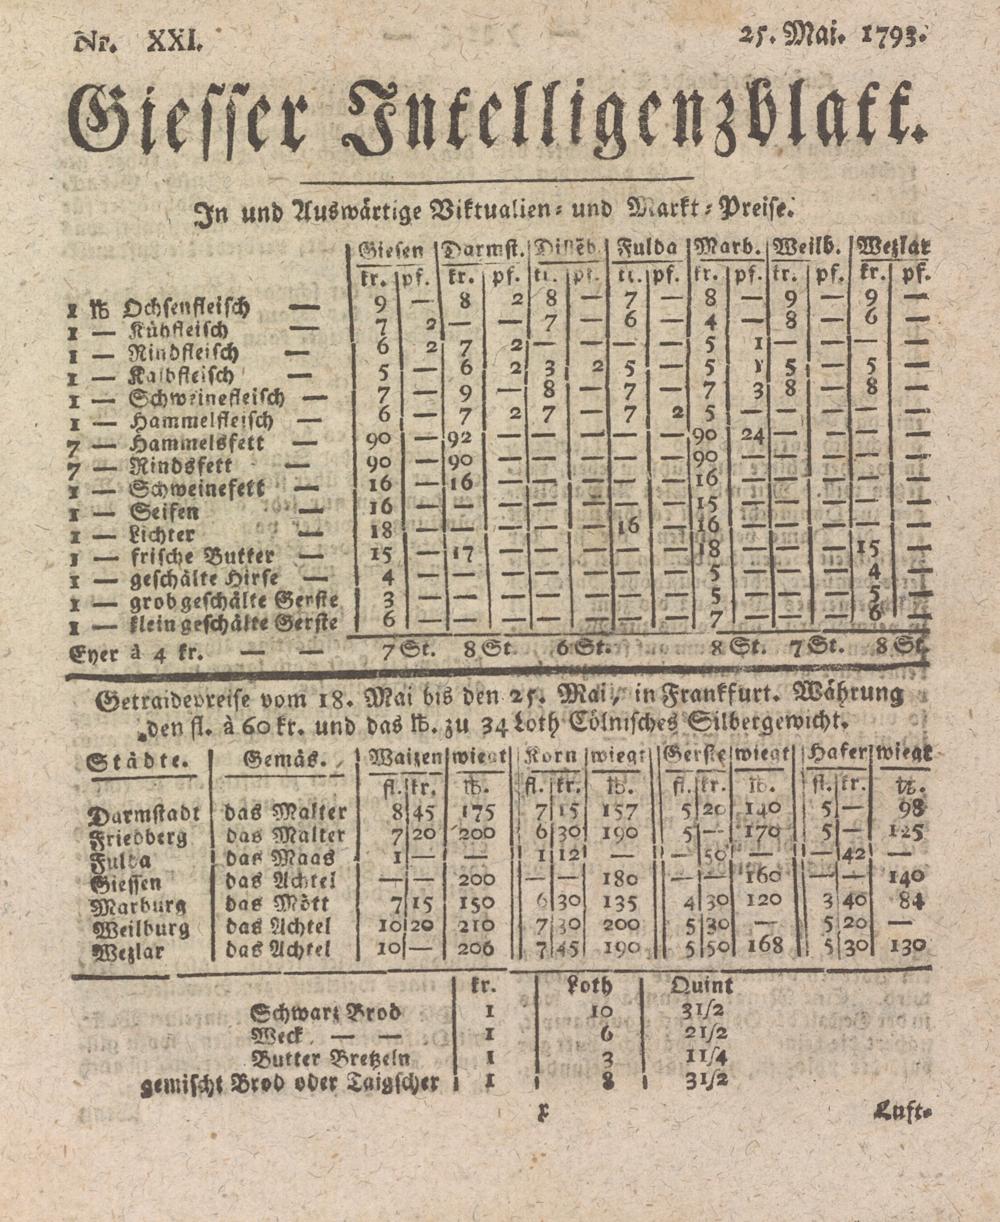 Nr. XXI. 25. Mai. 1793.
Giesser Intelligenzblatt.
In und Auswärtige Viktualien- und Markt-Preise.
Giesen Darmst. Dilléb. Fulda Marb. Weilb. Wetzlar
kr. pf. kr. pf. kr. pf. kr. pf. kr. pf. kr. pf. kr. pf.
1 ℔ Ochsenfleisch — 9 — 8 2 8 — 7 — 8 — 9 — 9 —
1 — Kühfleisch — 7 2 — — 7 — 6 — 4 — 8 — 6 —
1 — Rindfleisch — 6 2 7 2 — — — — 5 1 — — — —
1 — Kalbfleisch — 5 — 6 2 3 2 5 — 5 1 5 — 5 —
1 — Schweinefleisch — 7 — 9 — 8 — 7 — 7 3 8 — 8 —
1 — Hammelfleisch — 6 — 7 2 7 — 7 2 5 — — — — —
7 — Hammelsfett — 90 — 92 — — — — — 90 24 — — — —
7 — Rindsfett — 90 — 90 — — — — — 90 — — — — —
1 — Schweinefett — 16 — 16 — — — — — 16 — — — — —
1 — Seifen — 16 — — — — — — — 15 — — — — —
1 — Lichter — 18 — — — — — 16 — 16 — — — — —
1 — frische Butter — 15 — 17 — — — — — 18 — — — 15 —
1 — geschälte Hirse — 4 — — — — — — — 5 — — — 4 —
1 — grob geschälte Gerste 3 — — — — — — — 5 — — — 5 —
1 — klein geschälte Gerste 6 — — — — — — — 7 — — — 6 —
Eyer à 4 kr. — — 7 St. 8 St. 6 St. 8 St. 7 St. 8 St.
Getraidepreise vom 18. Mai bis den 25. Mai, in Frankfurt. Währung
den fl. à 60 kr. und das ℔. zu 34 Loth Cölnisches Silbergewicht.
Städte. Gemäs. Waizen wiegt Korn wiegt Gerste wiegt Hafer wiegt
fl. kr. ℔. fl. kr. ℔. fl. kr. ℔. fl. kr. ℔.
Darmstadt das Malter 8 45 175 7 15 157 5 20 140 5 — 98
Friedberg das Malter 7 20 200 6 30 190 5 — 170 5 — 125
Fulda das Maas 1 — — 1 12 — — 50 — — 42 —
Giessen das Achtel — — 200 — — 180 — — 160 — — 140
Marburg das Mött 7 15 150 6 30 135 4 30 120 3 40 84
Weilburg das Achtel 10 20 210 7 30 200 5 30 — 5 20 —
Wetzlar das Achtel 10 — 206 7 45 190 5 50 168 5 30 130
kr. Loth Quint
Schwarz Brod 1 10 3 1/2
Weck — — 1 6 2 1/2
Butter Bretzeln 1 3 1 1/4
gemischt Brod oder Taigscher 1 8 3 1/2
x Luft-